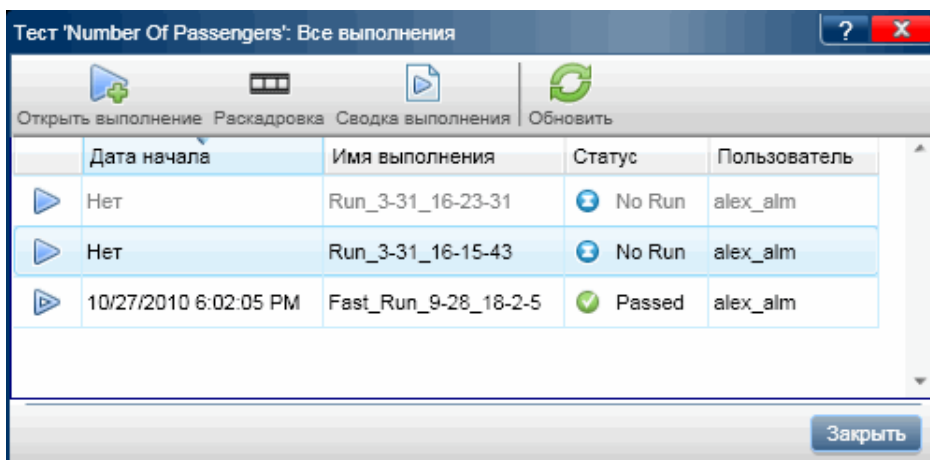 Тест 'Number Of Passengers': Все выполнения
?
x
Открыть выполнение Раскадровка Сводка выполнения Обновить
Дата начала Имя выполнения Статус Пользователь
Нет Run_3-31_16-23-31 No Run alex_alm
Нет Run_3-31_16-15-43 No Run alex_alm
10/27/2010 6:02:05 PM Fast_Run_9-28_18-2-5 Passed alex_alm
Закрыть